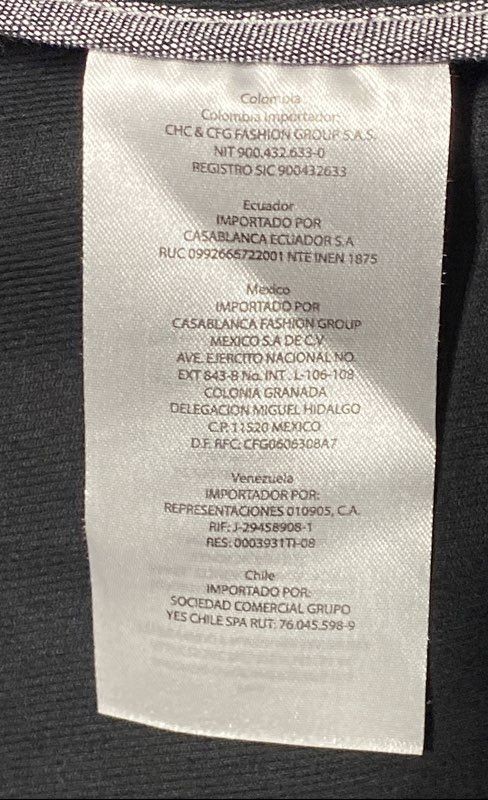 Colombia
Colombia Importador:
CHC & CFG FASHION GROUP S.A.S.
NIT 900.432.633-0
REGISTRO SIC 900432633
Ecuador
IMPORTADO POR
CASABLANCA ECUADOR S.A
RUC 0992665722001 NTE INEN 1875
Mexico
IMPORTADO POR:
CASABLANCA FASHION GROUP
MEXICO S.A DE C.V
AVE. EJERCITO NACIONAL NO.
EXT 843-B No. INT . L-106-109
COLONIA GRANADA
DELEGACION MIGUEL HIDALGO
C.P. 11520 MEXICO
D.F. RFC: CFG0606308A7
Venezuela
IMPORTADOR POR:
REPRESENTACIONES 010905, C.A.
RIF: J-29458908-1
RES: 0003931TI-08
Chile
IMPORTADO POR:
SOCIEDAD COMERCIAL GRUPO
YES CHILE SPA RUT: 76.045.598-9